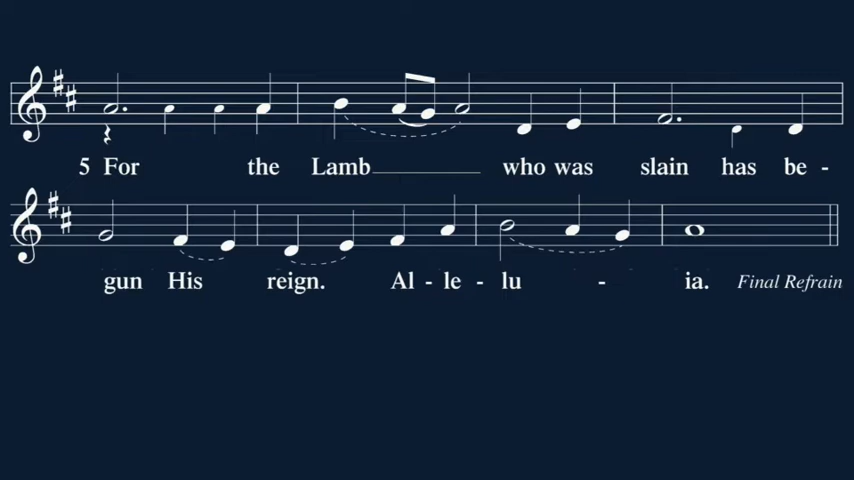 5 For the Lamb who was slain has be -
gun His reign. Al - le - lu - ia. Final Refrain